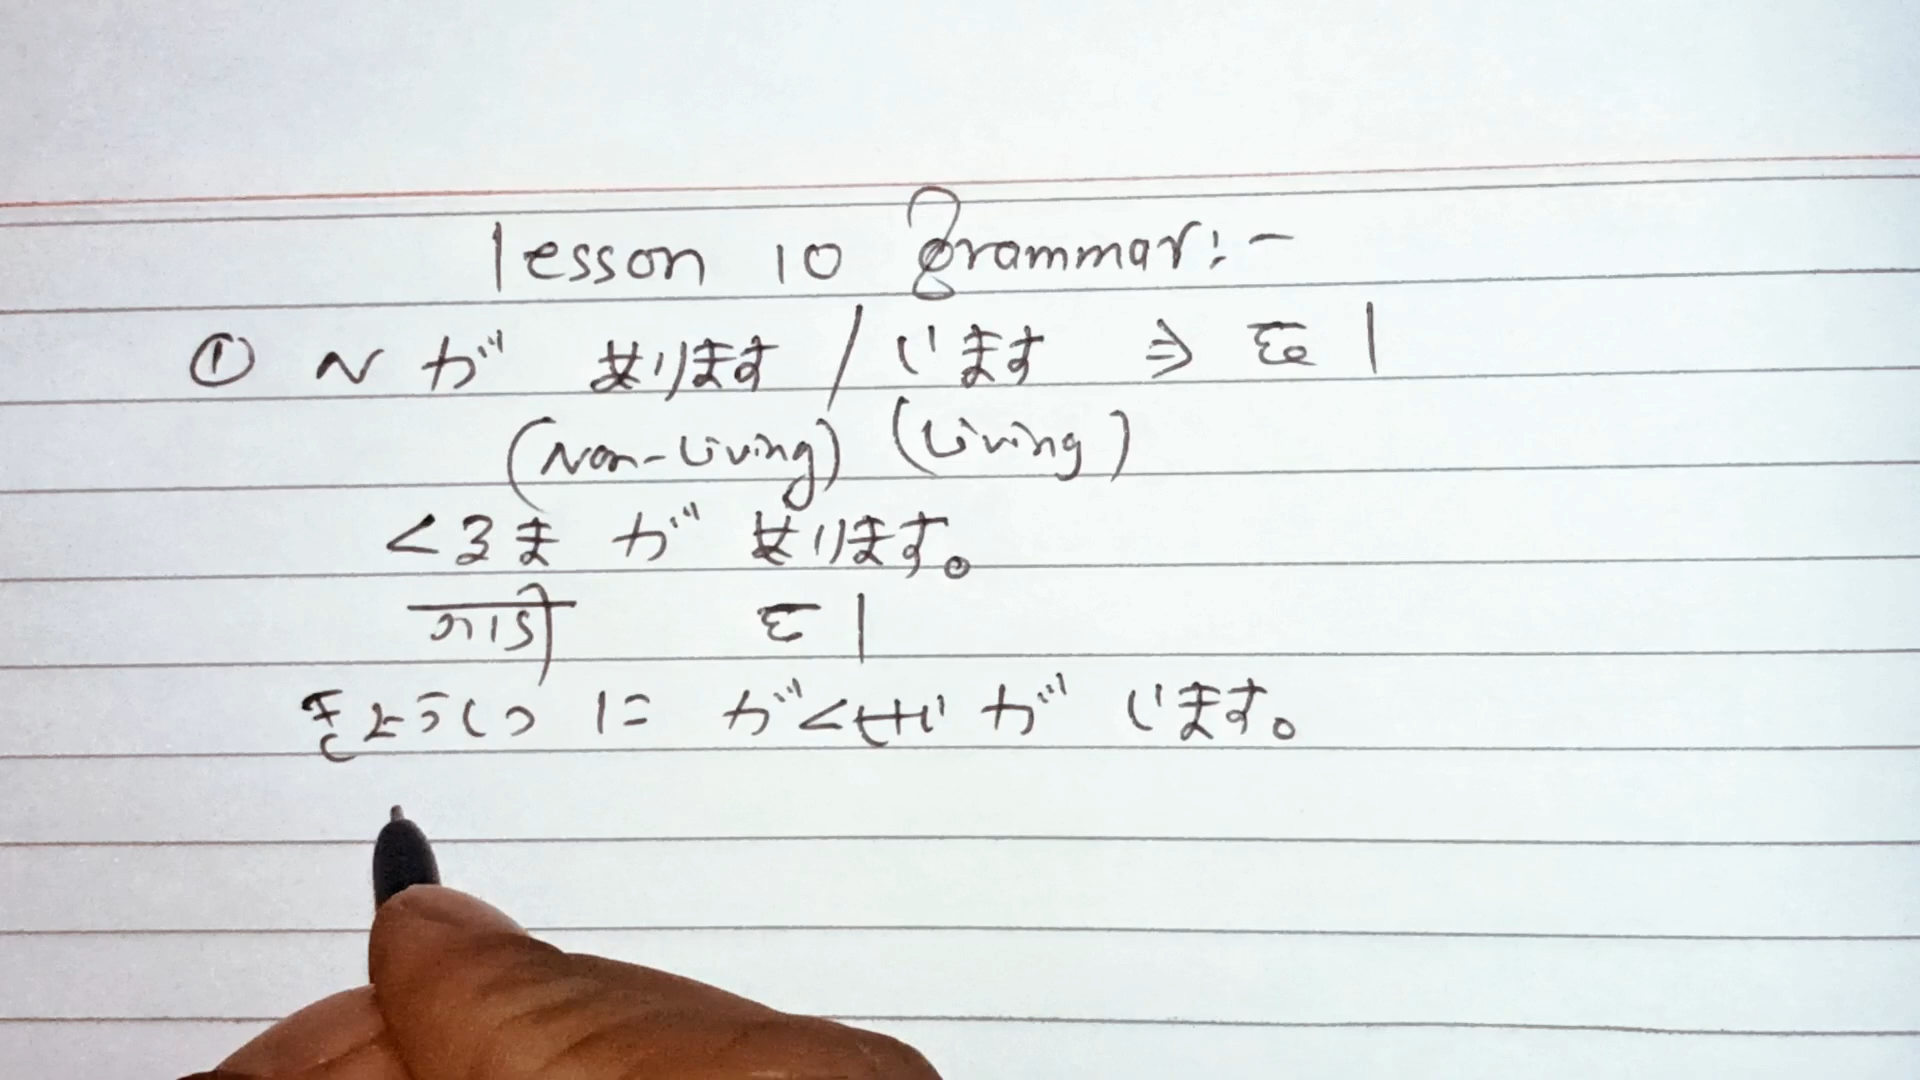 lesson 10 grammar:-
① N が あります / います ⇒ छ ।
(Non-Living) (Living)
くるま が あります。
गाडी छ ।
きょうしつ に がくせい が います。